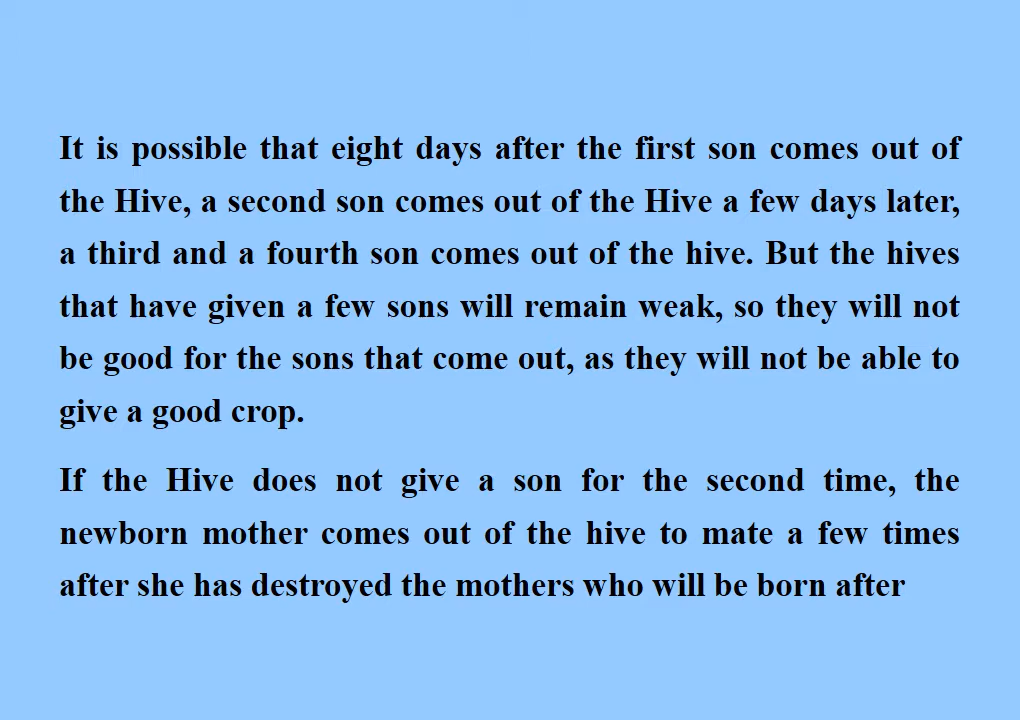 It is possible that eight days after the first son comes out of
the Hive, a second son comes out of the Hive a few days later,
a third and a fourth son comes out of the hive. But the hives
that have given a few sons will remain weak, so they will not
be good for the sons that come out, as they will not be able to
give a good crop.
If the Hive does not give a son for the second time, the
newborn mother comes out of the hive to mate a few times
after she has destroyed the mothers who will be born after